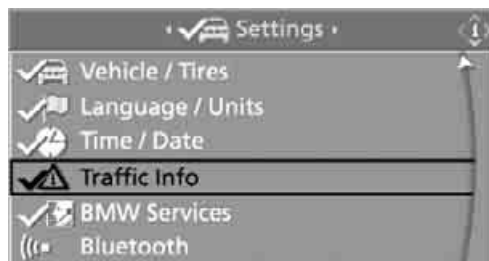 Settings
Vehicle / Tires
Language / Units
Time / Date
Traffic Info
BMW Services
Bluetooth